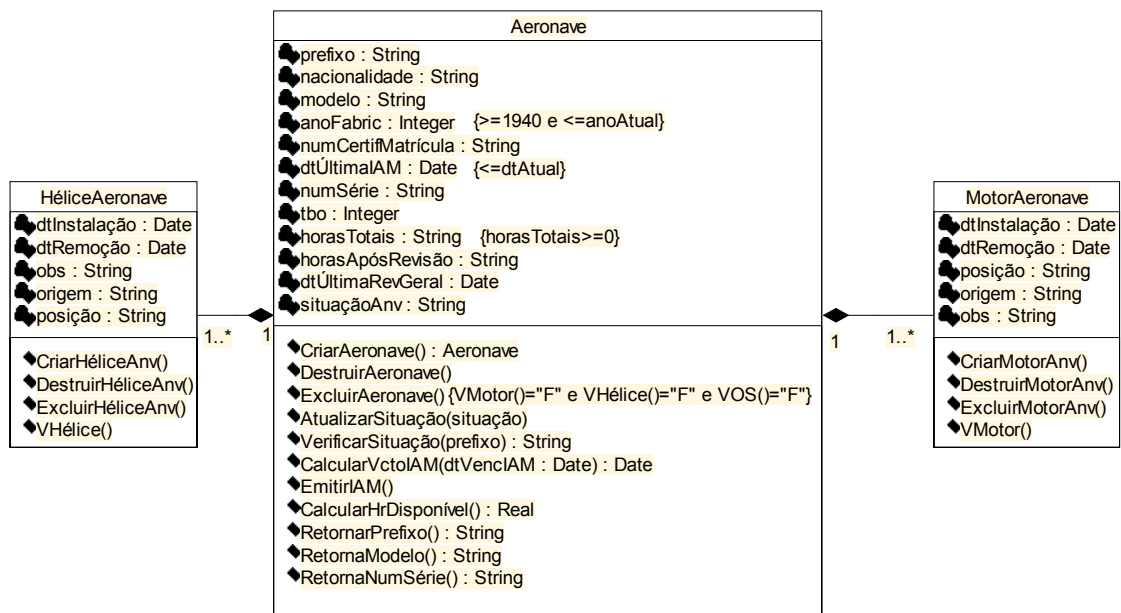 Aeronave
prefixo : String
nacionalidade : String
modelo : String
anoFabric : Integer {>=1940 e <=anoAtual}
numCertifMatrícula : String
dtÚltimaIAM : Date {<=dtAtual}
numSérie : String
tbo : Integer
horasTotais : String {horasTotais>=0}
horasApósRevisão : String
dtÚltimaRevGeral : Date
situaçãoAnv : String
CriarAeronave() : Aeronave
DestruirAeronave()
ExcluirAeronave() {VMotor()="F" e VHélice()="F" e VOS()="F"}
AtualizarSituação(situação)
VerificarSituação(prefixo) : String
CalcularVctoIAM(dtVencIAM : Date) : Date
EmitirIAM()
CalcularHrDisponível() : Real
RetornarPrefixo() : String
RetornaModelo() : String
RetornaNumSérie() : String
HéliceAeronave
dtInstalação : Date
dtRemoção : Date
obs : String
origem : String
posição : String
CriarHéliceAnv()
DestruirHéliceAnv()
ExcluirHéliceAnv()
VHélice()
1..*
1
MotorAeronave
dtInstalação : Date
dtRemoção : Date
posição : String
origem : String
obs : String
CriarMotorAnv()
DestruirMotorAnv()
ExcluirMotorAnv()
VMotor()
1
1..*